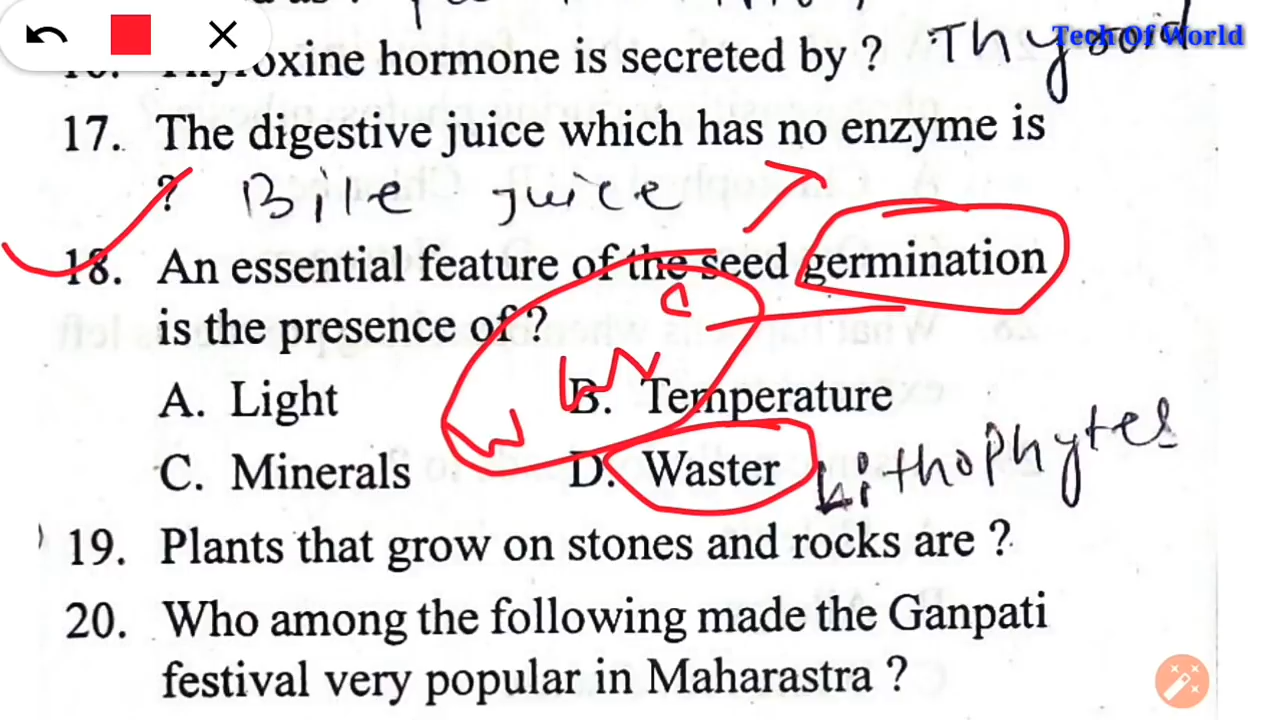 16. Thyroxine hormone is secreted by ? Thyroid
Tech Of World
17. The digestive juice which has no enzyme is
? Bile juice
18. An essential feature of the seed germination
is the presence of ?
A. Light B. Temperature
C. Minerals D. Waster Lithophytes
19. Plants that grow on stones and rocks are ?
20. Who among the following made the Ganpati
festival very popular in Maharastra ?